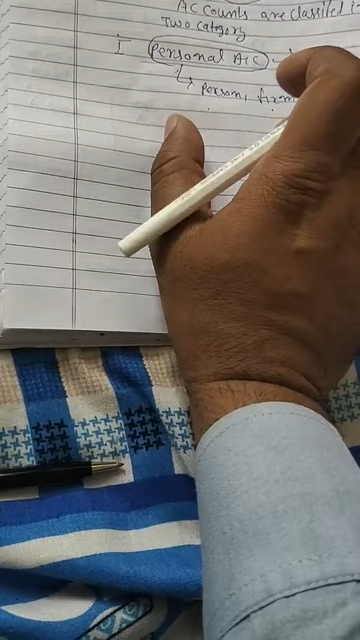 Accounts are classified i
Two category
I Personal A/C
Person, firm